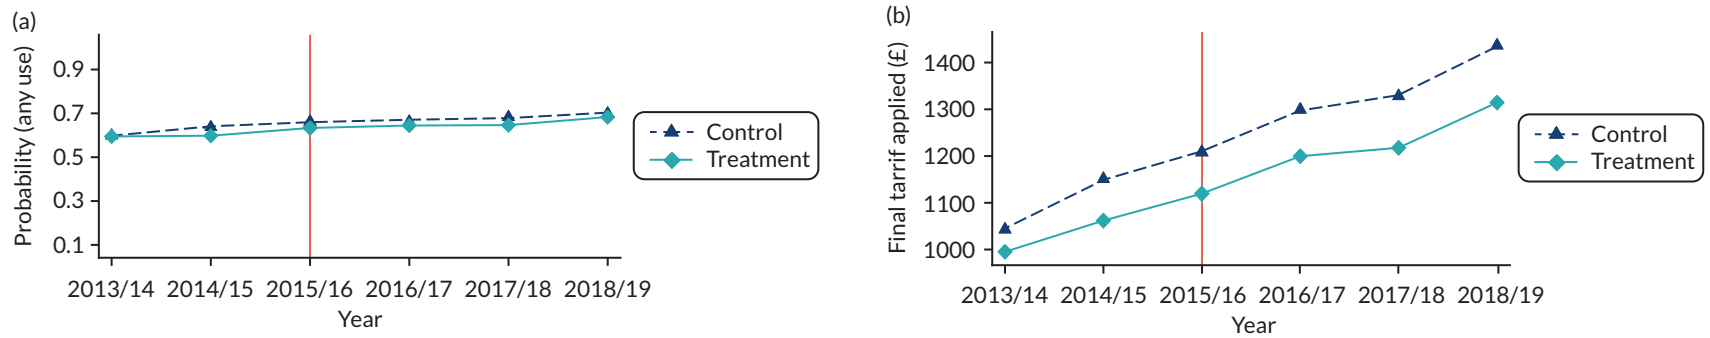 (a)
Probability (any use)
0.9
0.7
0.5
0.3
0.1
2013/14 2014/15 2015/16 2016/17 2017/18 2018/19
Year
Control
Treatment
(b)
Final tarrif applied (£)
1400
1300
1200
1100
1000
2013/14 2014/15 2015/16 2016/17 2017/18 2018/19
Year
Control
Treatment